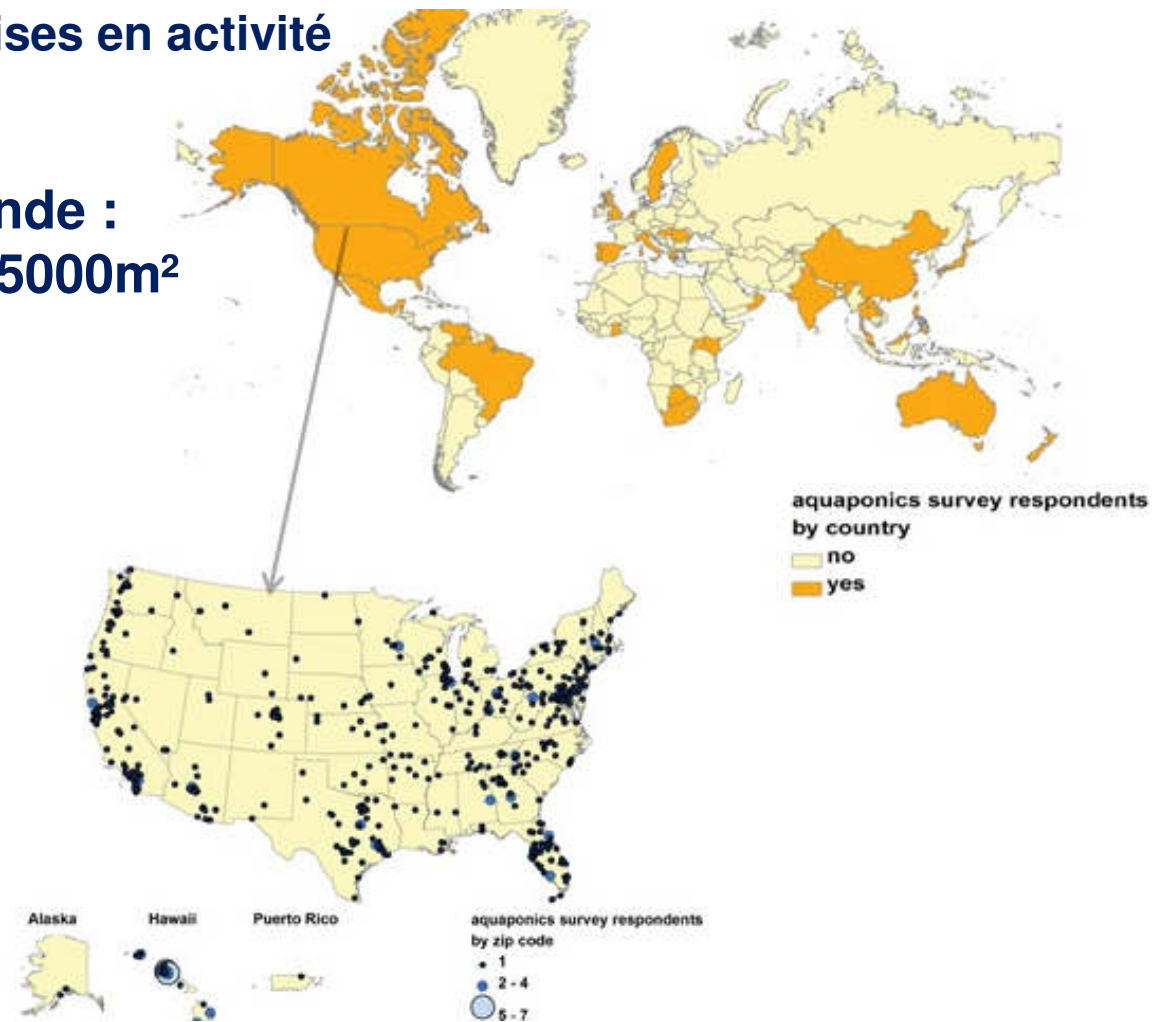 ises en activité
nde :
5000m²
aquaponics survey respondents
by country
no
yes
Alaska
Hawaii
Puerto Rico
aquaponics survey respondents
by zip code
1
2 - 4
5 - 7